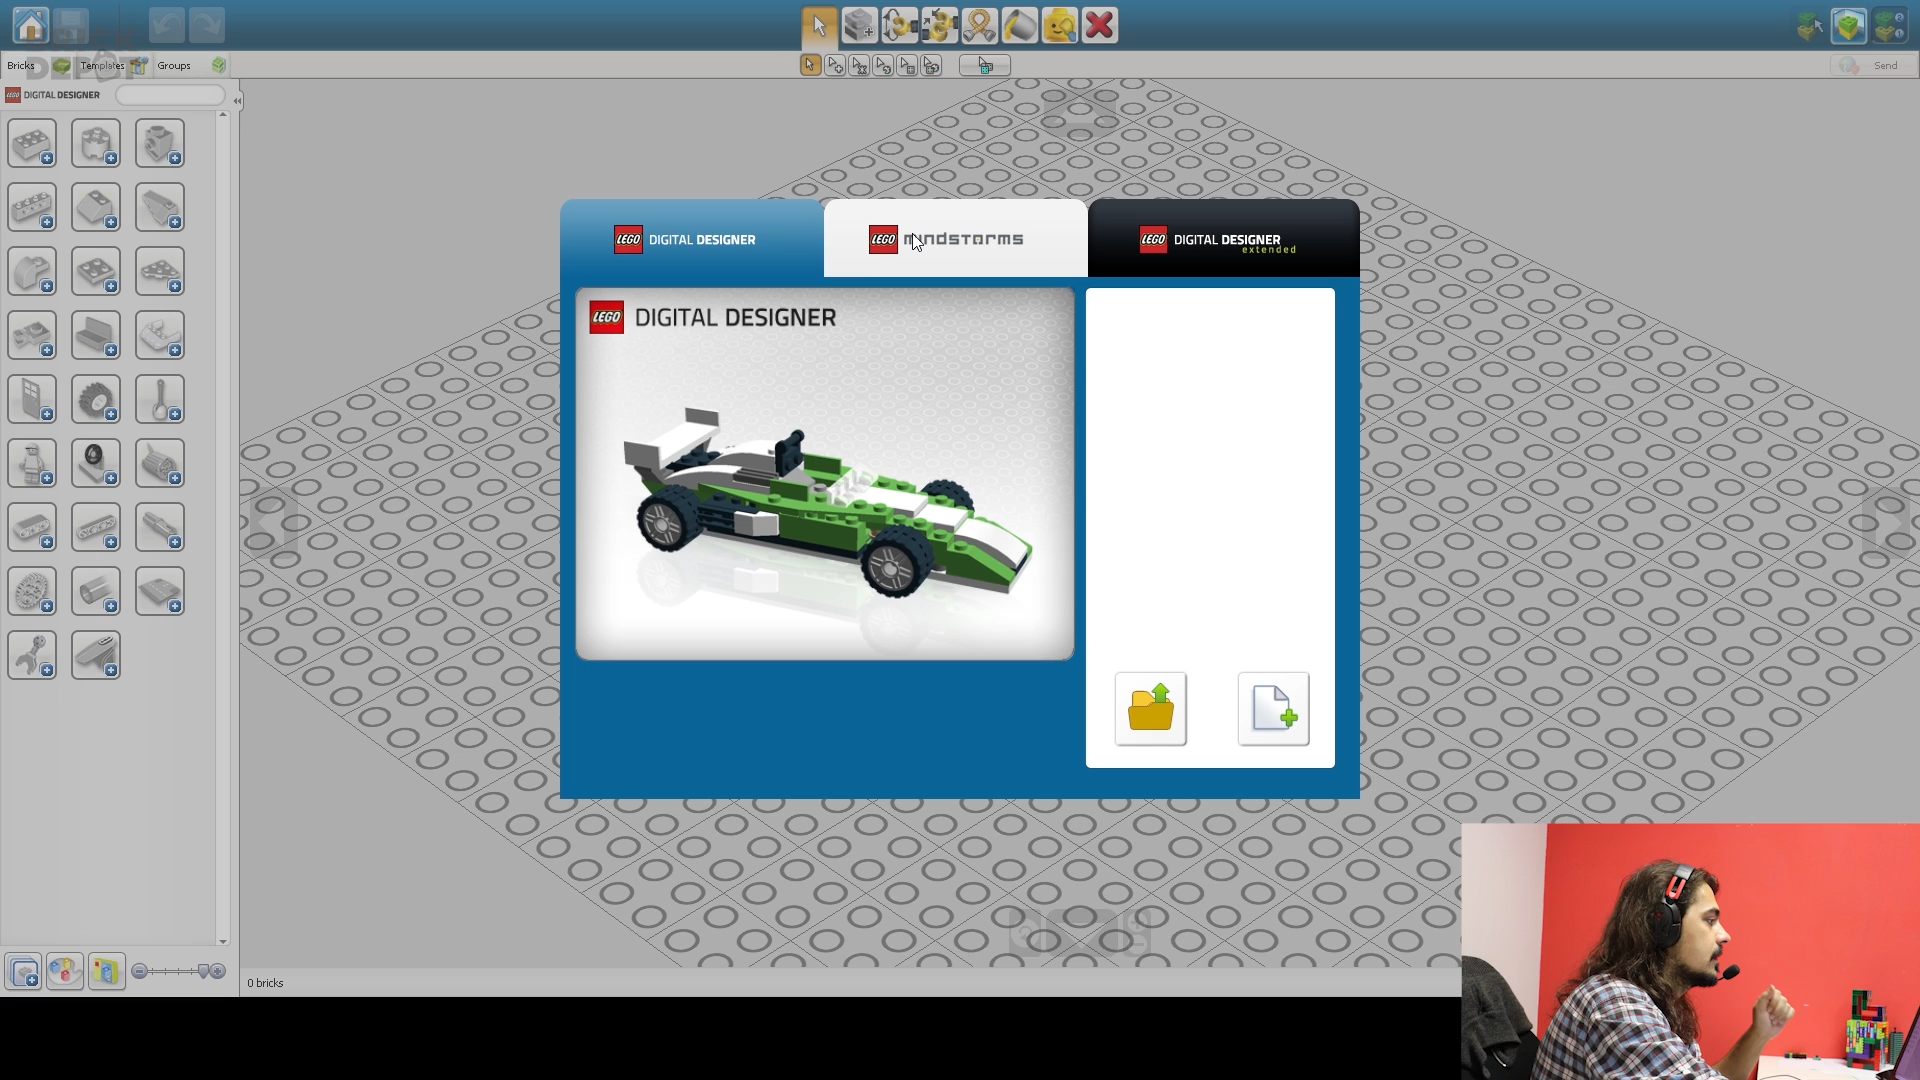 Bricks
Templates
Groups
Send
LEGO DIGITAL DESIGNER
LEGO DIGITAL DESIGNER
LEGO mindstorms
LEGO DIGITAL DESIGNER
extended
LEGO DIGITAL DESIGNER
0 bricks